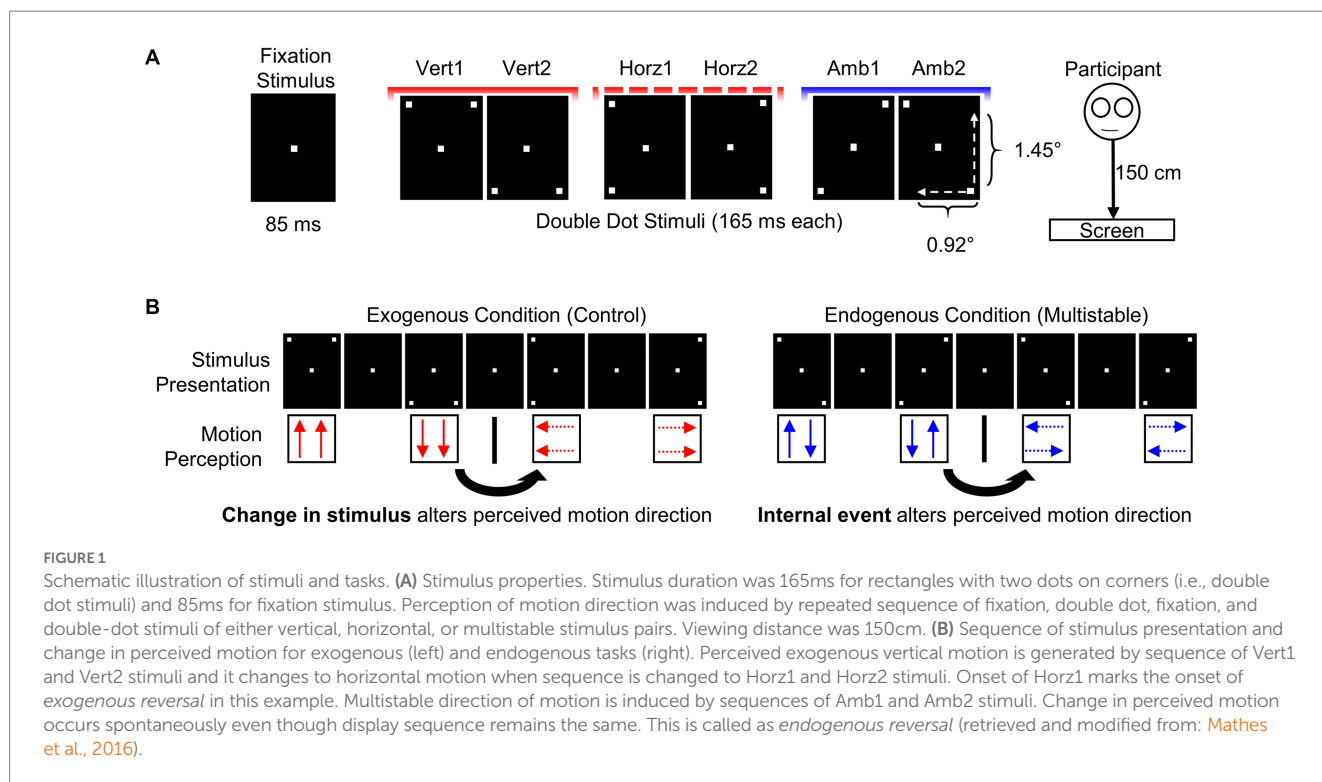 A
Fixation
Stimulus
Vert1 Vert2 Horz1 Horz2 Amb1 Amb2 Participant
1.45°
150 cm
85 ms
Double Dot Stimuli (165 ms each)
0.92°
Screen
B
Exogenous Condition (Control) Endogenous Condition (Multistable)
Stimulus
Presentation
Motion
Perception
Change in stimulus alters perceived motion direction Internal event alters perceived motion direction
FIGURE 1
Schematic illustration of stimuli and tasks. (A) Stimulus properties. Stimulus duration was 165ms for rectangles with two dots on corners (i.e., double
dot stimuli) and 85ms for fixation stimulus. Perception of motion direction was induced by repeated sequence of fixation, double dot, fixation, and
double-dot stimuli of either vertical, horizontal, or multistable stimulus pairs. Viewing distance was 150cm. (B) Sequence of stimulus presentation and
change in perceived motion for exogenous (left) and endogenous tasks (right). Perceived exogenous vertical motion is generated by sequence of Vert1
and Vert2 stimuli and it changes to horizontal motion when sequence is changed to Horz1 and Horz2 stimuli. Onset of Horz1 marks the onset of
exogenous reversal in this example. Multistable direction of motion is induced by sequences of Amb1 and Amb2 stimuli. Change in perceived motion
occurs spontaneously even though display sequence remains the same. This is called as endogenous reversal (retrieved and modified from: Mathes
et al., 2016).